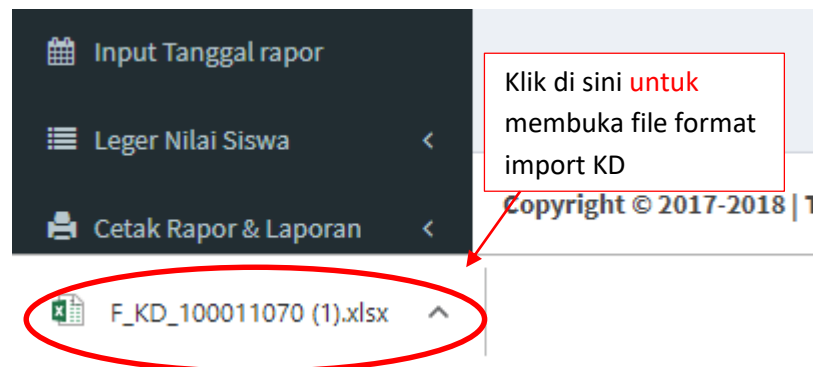 Input Tanggal rapor
Leger Nilai Siswa
Cetak Rapor & Laporan
Klik di sini untuk
membuka file format
import KD
Copyright © 2017-2018 | T
F_KD_100011070 (1).xlsx